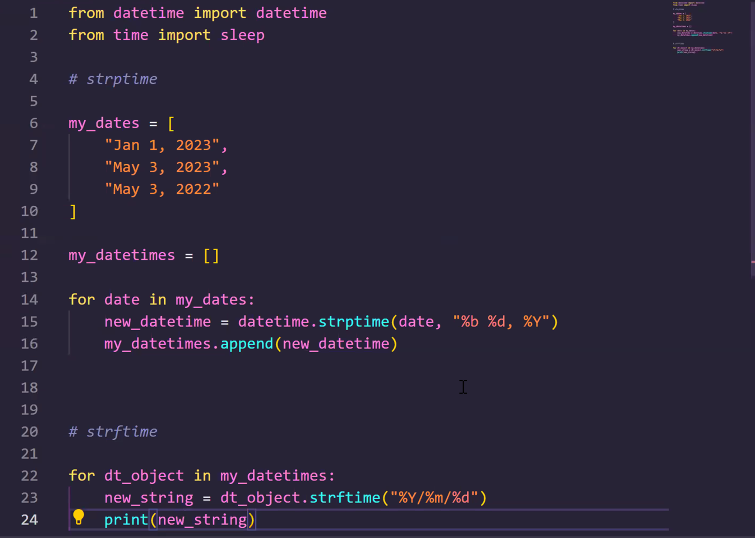 1 from datetime import datetime
2 from time import sleep
3
4 # strptime
5
6 my_dates = [
7     "Jan 1, 2023",
8     "May 3, 2023",
9     "May 3, 2022"
10 ]
11
12 my_datetimes = []
13
14 for date in my_dates:
15     new_datetime = datetime.strptime(date, "%b %d, %Y")
16     my_datetimes.append(new_datetime)
17
18
19
20 # strftime
21
22 for dt_object in my_datetimes:
23     new_string = dt_object.strftime("%Y/%m/%d")
24     print(new_string)